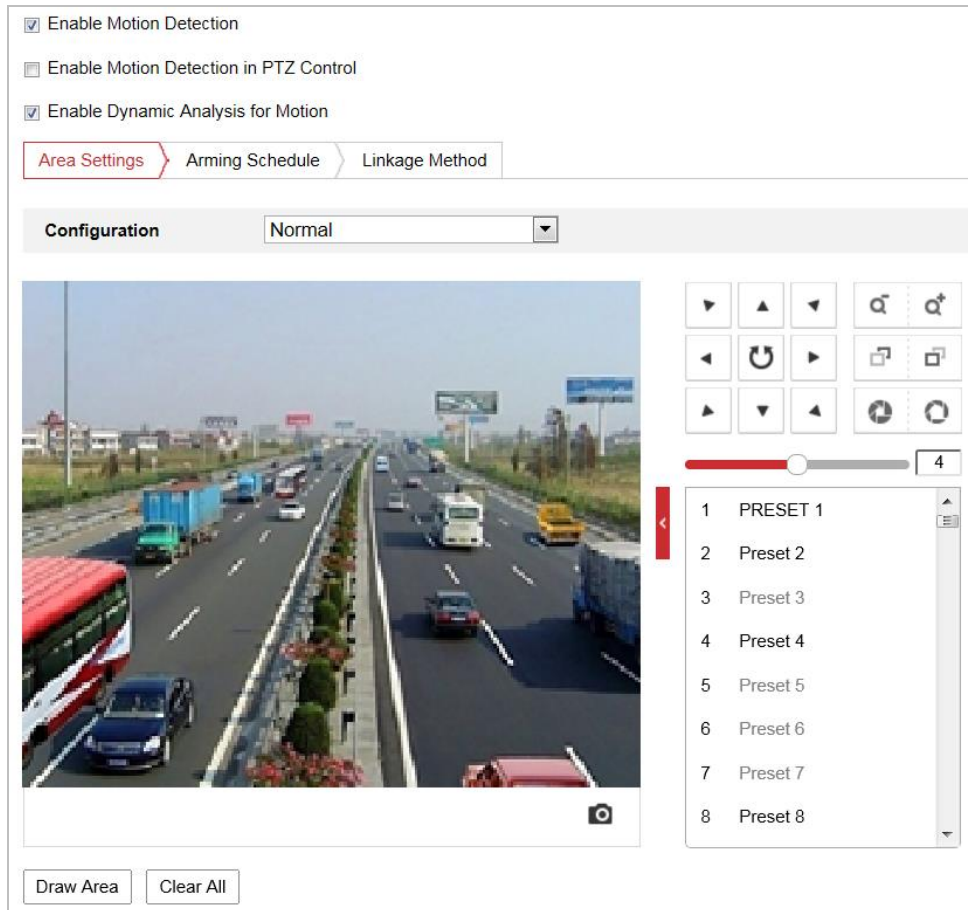 Enable Motion Detection
Enable Motion Detection in PTZ Control
Enable Dynamic Analysis for Motion
Area Settings Arming Schedule Linkage Method
Configuration Normal
4
1 PRESET 1
2 Preset 2
3 Preset 3
4 Preset 4
5 Preset 5
6 Preset 6
7 Preset 7
8 Preset 8
Draw Area Clear All